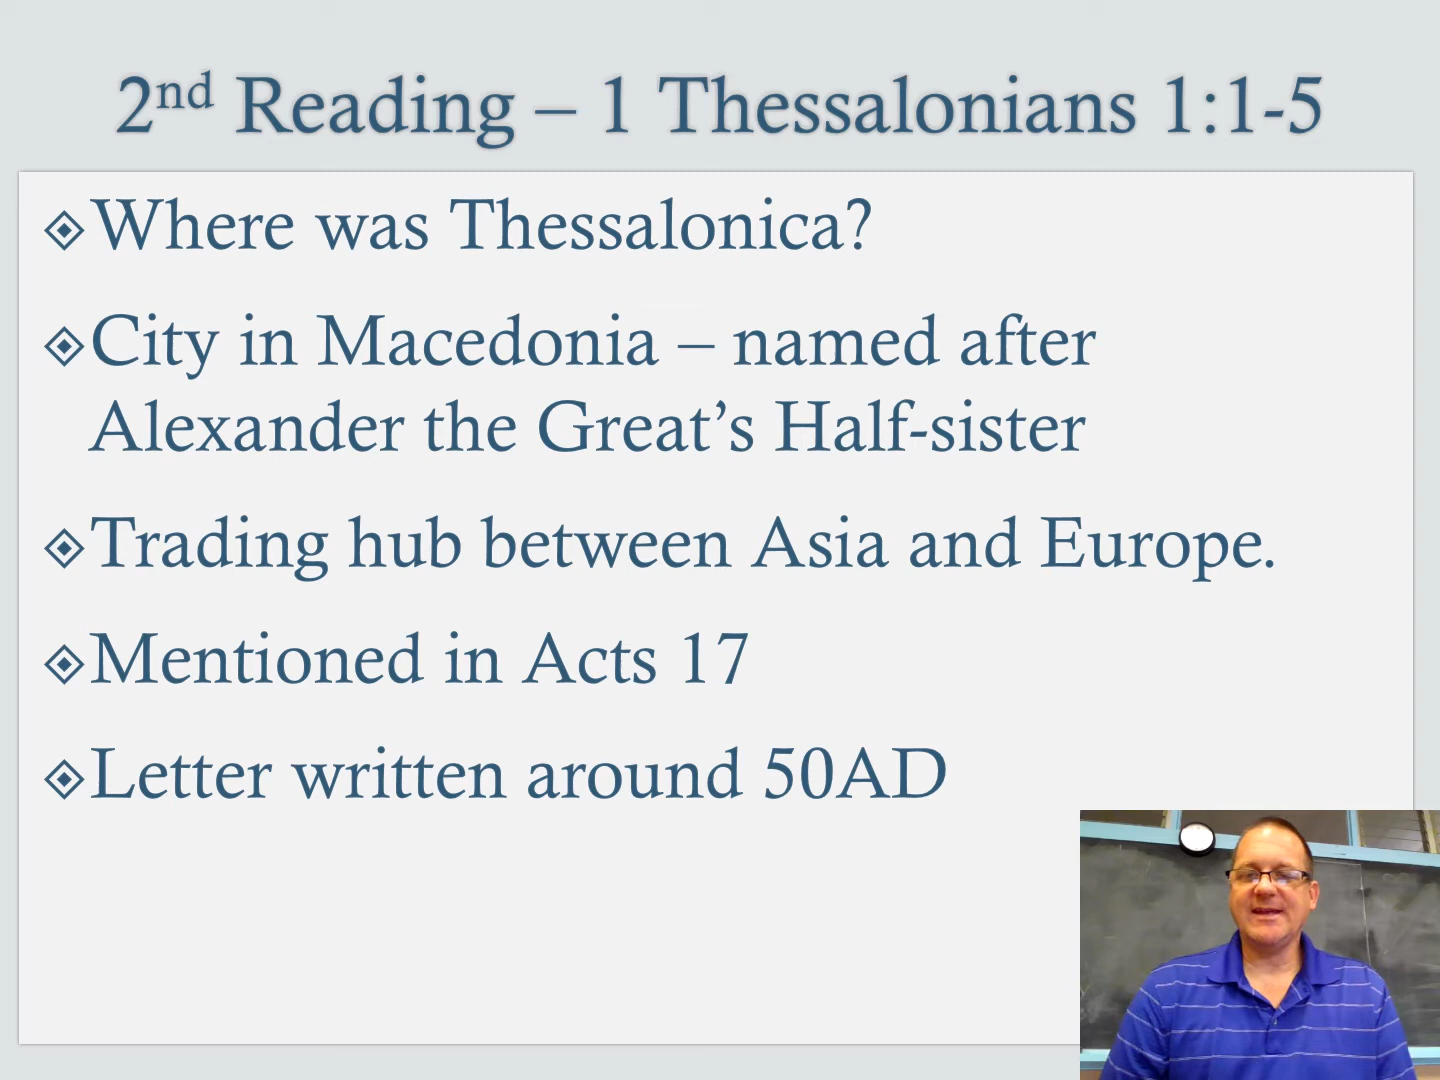 2nd Reading – 1 Thessalonians 1:1-5
Where was Thessalonica?
City in Macedonia – named after
Alexander the Great’s Half-sister
Trading hub between Asia and Europe.
Mentioned in Acts 17
Letter written around 50AD